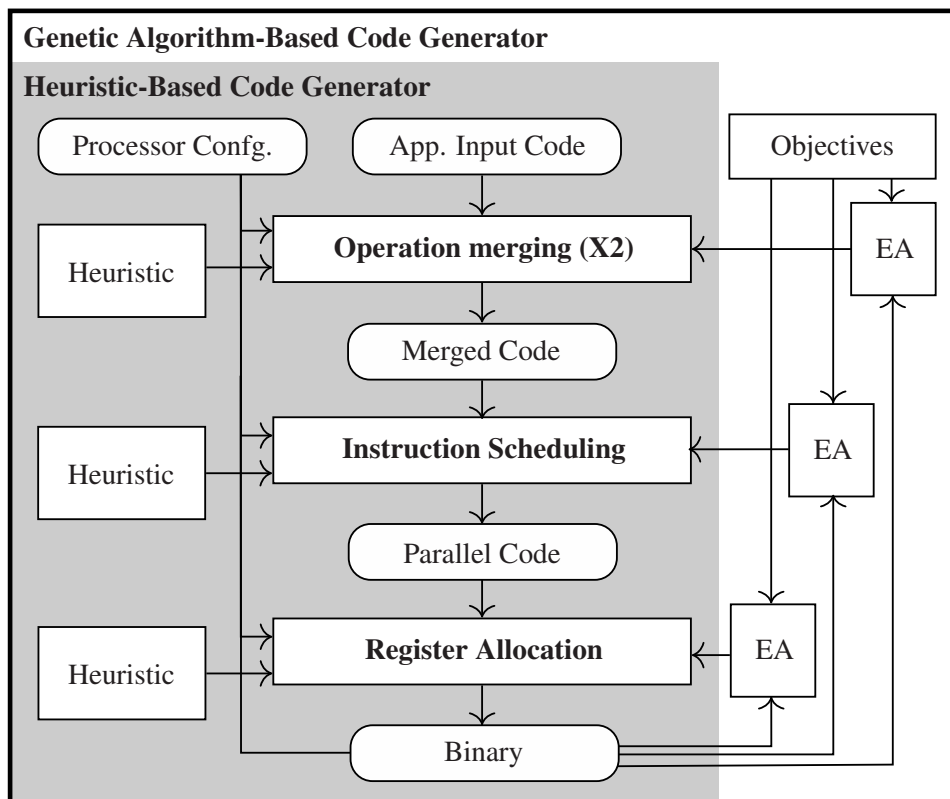 Genetic Algorithm-Based Code Generator
Heuristic-Based Code Generator
Processor Confg.
App. Input Code
Objectives
Heuristic
Operation merging (X2)
EA
Merged Code
Heuristic
Instruction Scheduling
EA
Parallel Code
Heuristic
Register Allocation
EA
Binary